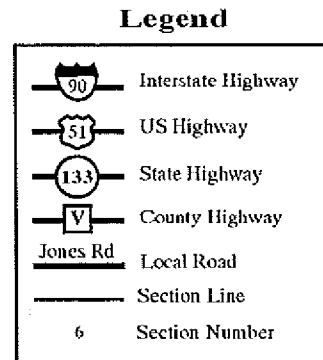 Legend
90 Interstate Highway
51 US Highway
133 State Highway
V County Highway
Jones Rd Local Road
Section Line
6 Section Number